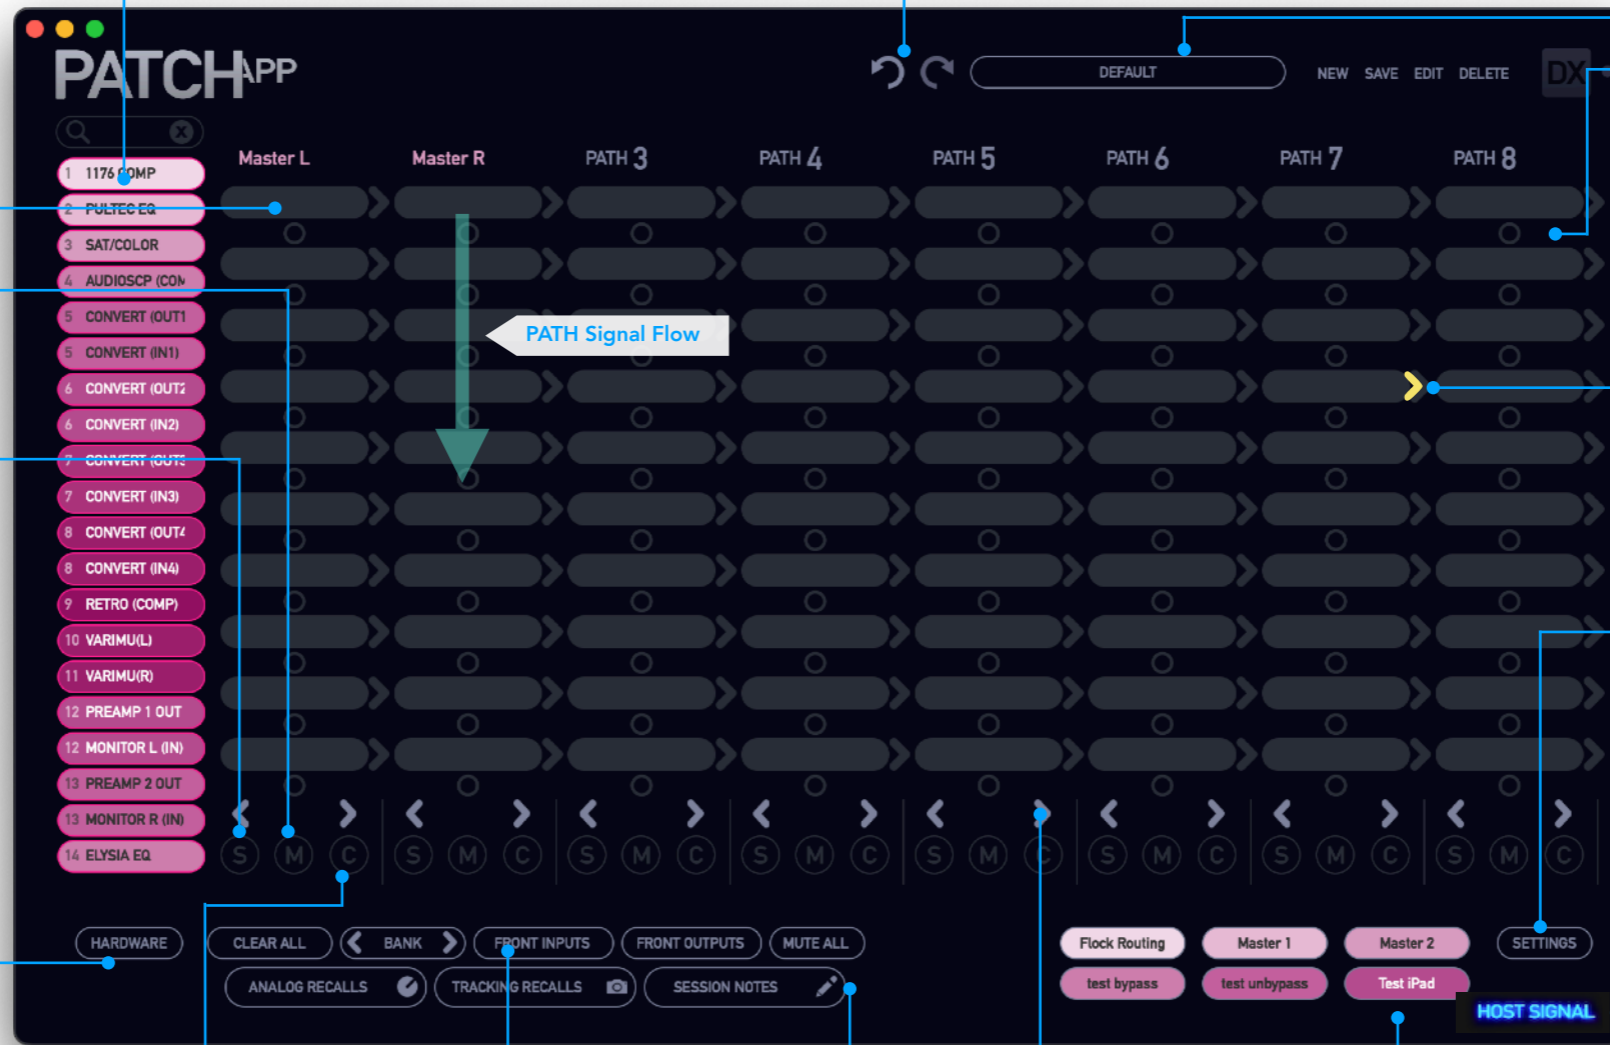 PATCH APP
DEFAULT
NEW SAVE EDIT DELETE
DX
Master L Master R PATH 3 PATH 4 PATH 5 PATH 6 PATH 7 PATH 8
1 1176 COMP
2 PULTEC EQ
3 SAT/COLOR
4 AUDIOSCP (COM
5 CONVERT (OUT1
5 CONVERT (IN1)
6 CONVERT (OUT2
6 CONVERT (IN2)
7 CONVERT (OUT3
7 CONVERT (IN3)
8 CONVERT (OUT4
8 CONVERT (IN4)
9 RETRO (COMP)
10 VARIMU(L)
11 VARIMU(R)
12 PREAMP 1 OUT
12 MONITOR L (IN)
13 PREAMP 2 OUT
13 MONITOR R (IN)
14 ELYSIA EQ
PATH Signal Flow
S M C S M C S M C S M C S M C S M C S M C S M C
HARDWARE CLEAR ALL BANK FRONT INPUTS FRONT OUTPUTS MUTE ALL
Flock Routing Master 1 Master 2 SETTINGS
ANALOG RECALLS TRACKING RECALLS SESSION NOTES
test bypass test unbypass Test iPad
HOST SIGNAL